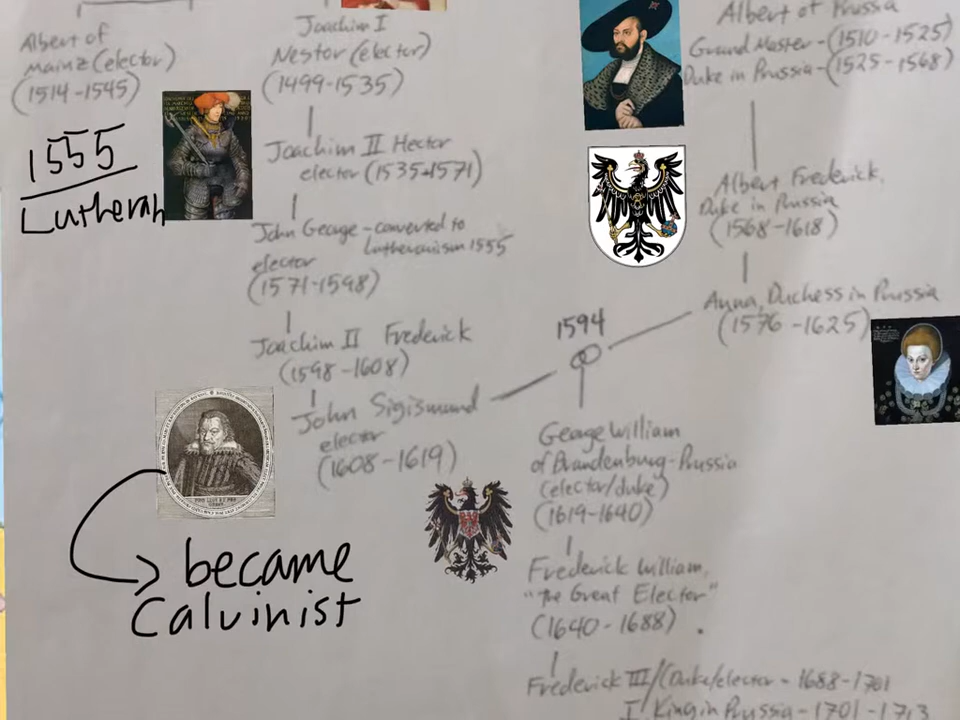 Albert of
Mainz (elector)
(1514-1545)
1555
Lutheran
Joachim I
Nestor (elector)
(1499-1535)
Joachim II Hector
elector (1535-1571)
John George - converted to
Lutheranism 1555
elector
(1571-1598)
Joachim II Frederick
(1598-1608)
John Sigismund
elector
(1608-1619)
became
Calvinist
Albert of Prussia
Grand Master - (1510-1525)
Duke in Prussia - (1525-1568)
Albert Frederick,
Duke in Prussia
(1568-1618)
Anna, Duchess in Prussia
(1576-1625)
1594
George William
of Brandenburg-Prussia
(elector/duke)
(1619-1640)
Frederick William,
"the Great Elector"
(1640-1688)
Frederick III/(Duke/elector - 1688-1701
I King in Prussia - 1701-1713